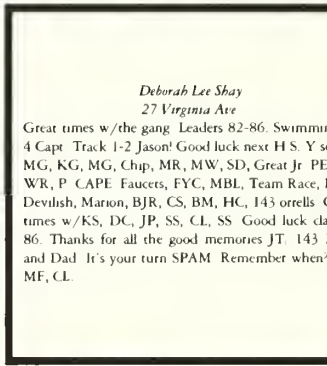 Deborah Lee Shay
27 Virginia Ave
Great times w/the gang Leaders 82-86. Swimmi
4 Capt Track 1-2 Jason! Good luck next H S. Y s
MG, KG, MG, Chip, MR, MW, SD, Great Jr PE
WR, P CAPE Faucets, FYC, MBL, Team Race,
Devilish, Marion, BJR, CS, BM, HC, 143 orrells
times w/KS, DC, JP, SS, CL, SS Good luck cla
86. Thanks for all the good memories JT. 143
and Dad It's your turn SPAM Remember when?
MF, CL.